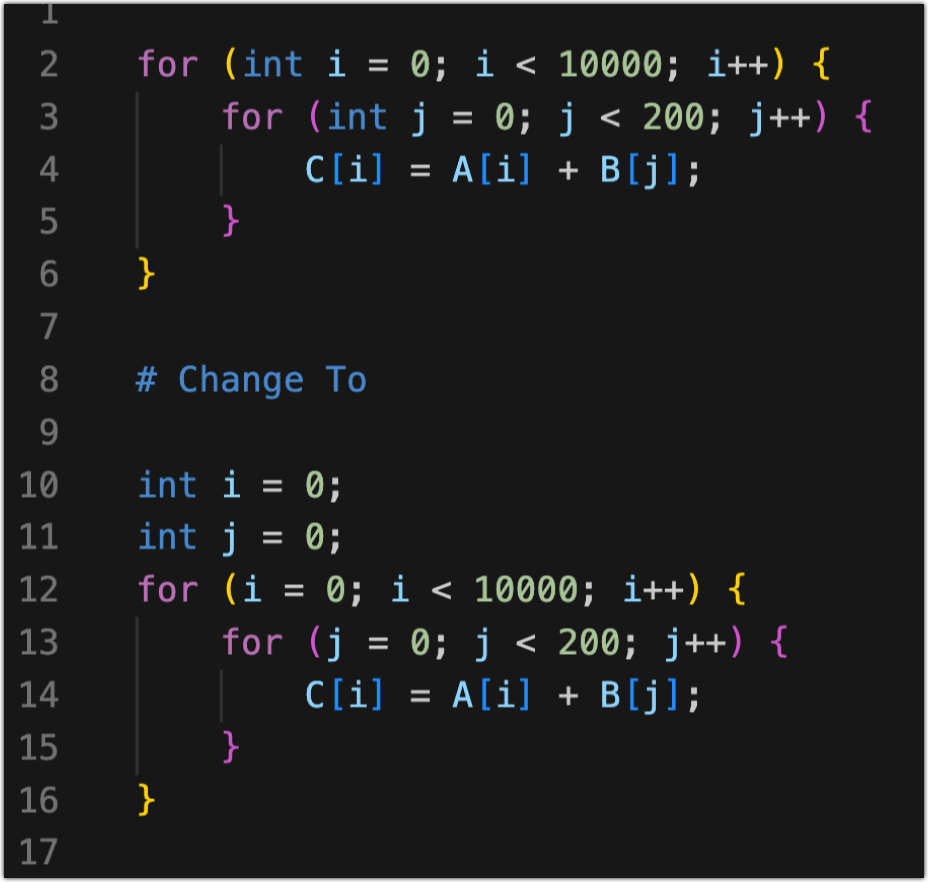 1
2 for (int i = 0; i < 10000; i++) {
3 for (int j = 0; j < 200; j++) {
4 C[i] = A[i] + B[j];
5 }
6 }
7
8 # Change To
9
10 int i = 0;
11 int j = 0;
12 for (i = 0; i < 10000; i++) {
13 for (j = 0; j < 200; j++) {
14 C[i] = A[i] + B[j];
15 }
16 }
17